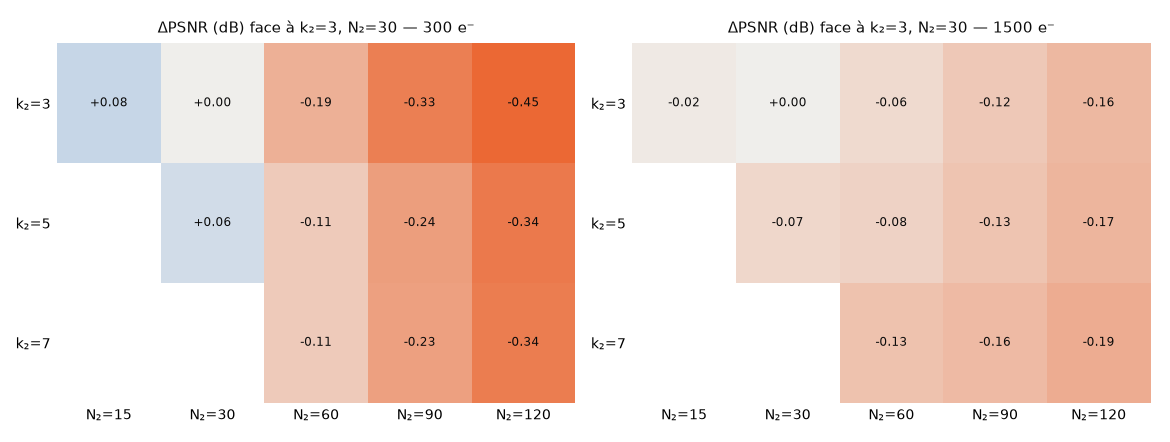 ΔPSNR (dB) face à k₂=3, N₂=30 — 300 e⁻
k₂=3 +0.08 +0.00 -0.19 -0.33 -0.45
k₂=5 +0.06 -0.11 -0.24 -0.34
k₂=7 -0.11 -0.23 -0.34
N₂=15 N₂=30 N₂=60 N₂=90 N₂=120
ΔPSNR (dB) face à k₂=3, N₂=30 — 1500 e⁻
k₂=3 -0.02 +0.00 -0.06 -0.12 -0.16
k₂=5 -0.07 -0.08 -0.13 -0.17
k₂=7 -0.13 -0.16 -0.19
N₂=15 N₂=30 N₂=60 N₂=90 N₂=120